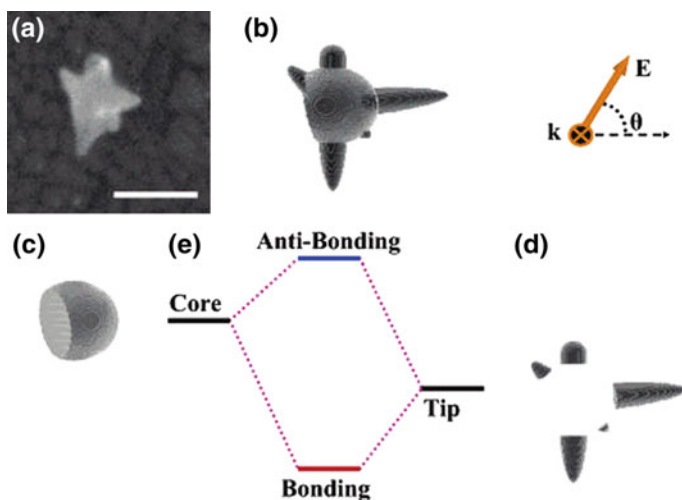 (a)
(b)
E
θ
k
(c)
(e)
Anti-Bonding
(d)
Core
Tip
Bonding